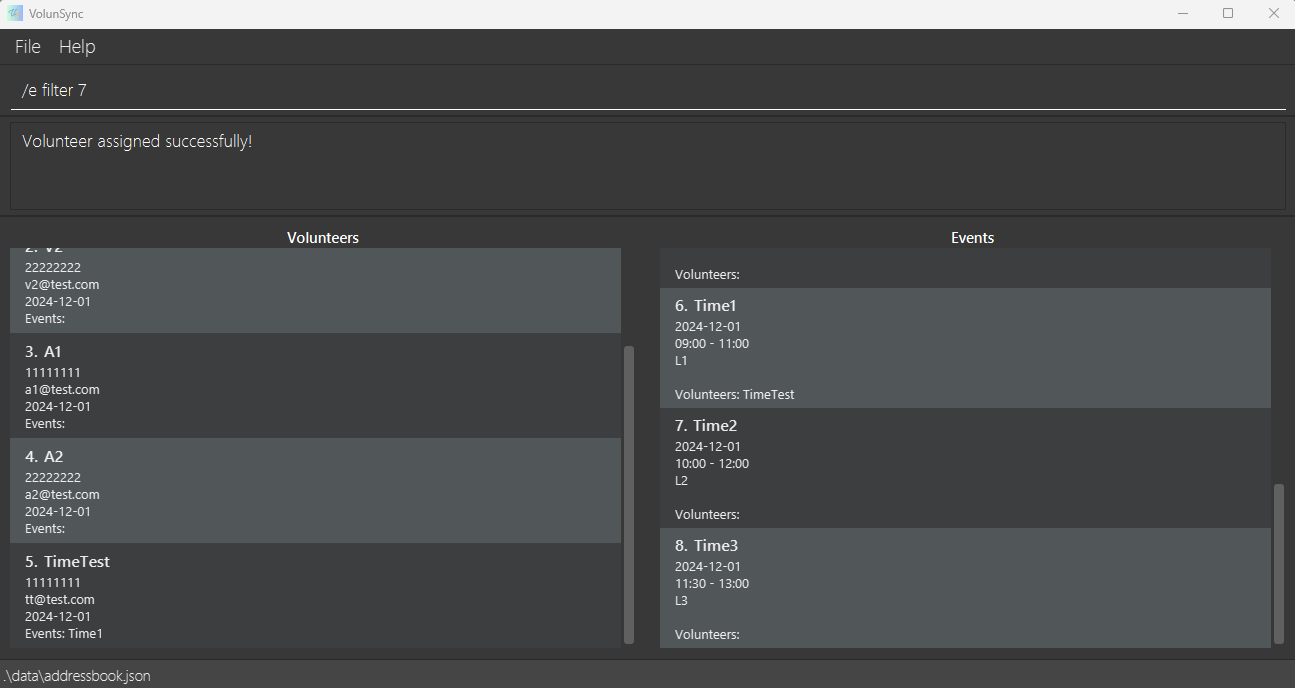 VolunSync
File Help
/e filter 7
Volunteer assigned successfully!
Volunteers
2. V2
22222222
v2@test.com
2024-12-01
Events:
3. A1
11111111
a1@test.com
2024-12-01
Events:
4. A2
22222222
a2@test.com
2024-12-01
Events:
5. TimeTest
11111111
tt@test.com
2024-12-01
Events: Time1
Events
Volunteers:
6. Time1
2024-12-01
09:00 - 11:00
L1
Volunteers: TimeTest
7. Time2
2024-12-01
10:00 - 12:00
L2
Volunteers:
8. Time3
2024-12-01
11:30 - 13:00
L3
Volunteers:
.\data\addressbook.json